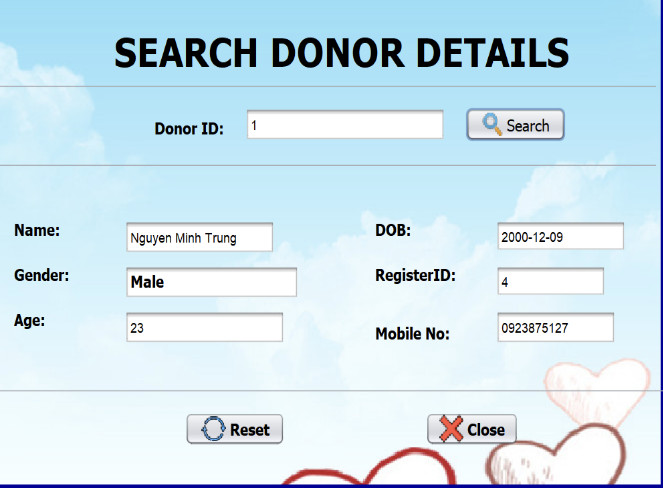 SEARCH DONOR DETAILS
Donor ID: 1 Search
Name: Nguyen Minh Trung DOB: 2000-12-09
Gender: Male RegisterID: 4
Age: 23 Mobile No: 0923875127
Reset Close